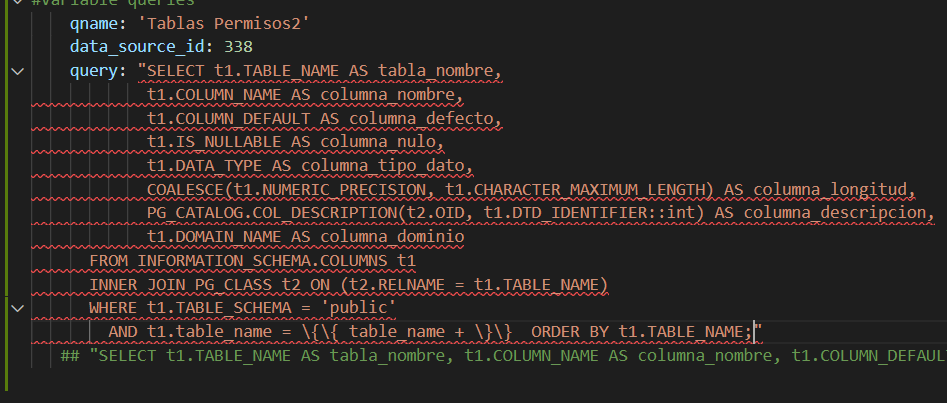 #Variable queries
qname: 'Tablas Permisos2'
data_source_id: 338
query: "SELECT t1.TABLE_NAME AS tabla_nombre,
t1.COLUMN_NAME AS columna_nombre,
t1.COLUMN_DEFAULT AS columna_defecto,
t1.IS_NULLABLE AS columna_nulo,
t1.DATA_TYPE AS columna_tipo_dato,
COALESCE(t1.NUMERIC_PRECISION, t1.CHARACTER_MAXIMUM_LENGTH) AS columna_longitud,
PG_CATALOG.COL_DESCRIPTION(t2.OID, t1.DTD_IDENTIFIER::int) AS columna_descripcion,
t1.DOMAIN_NAME AS columna_dominio
FROM INFORMATION_SCHEMA.COLUMNS t1
INNER JOIN PG_CLASS t2 ON (t2.RELNAME = t1.TABLE_NAME)
WHERE t1.TABLE_SCHEMA = 'public'
AND t1.table_name = \{\{ table_name + \}\}  ORDER BY t1.TABLE_NAME;"
## "SELECT t1.TABLE_NAME AS tabla_nombre, t1.COLUMN_NAME AS columna_nombre, t1.COLUMN_DEFAUL